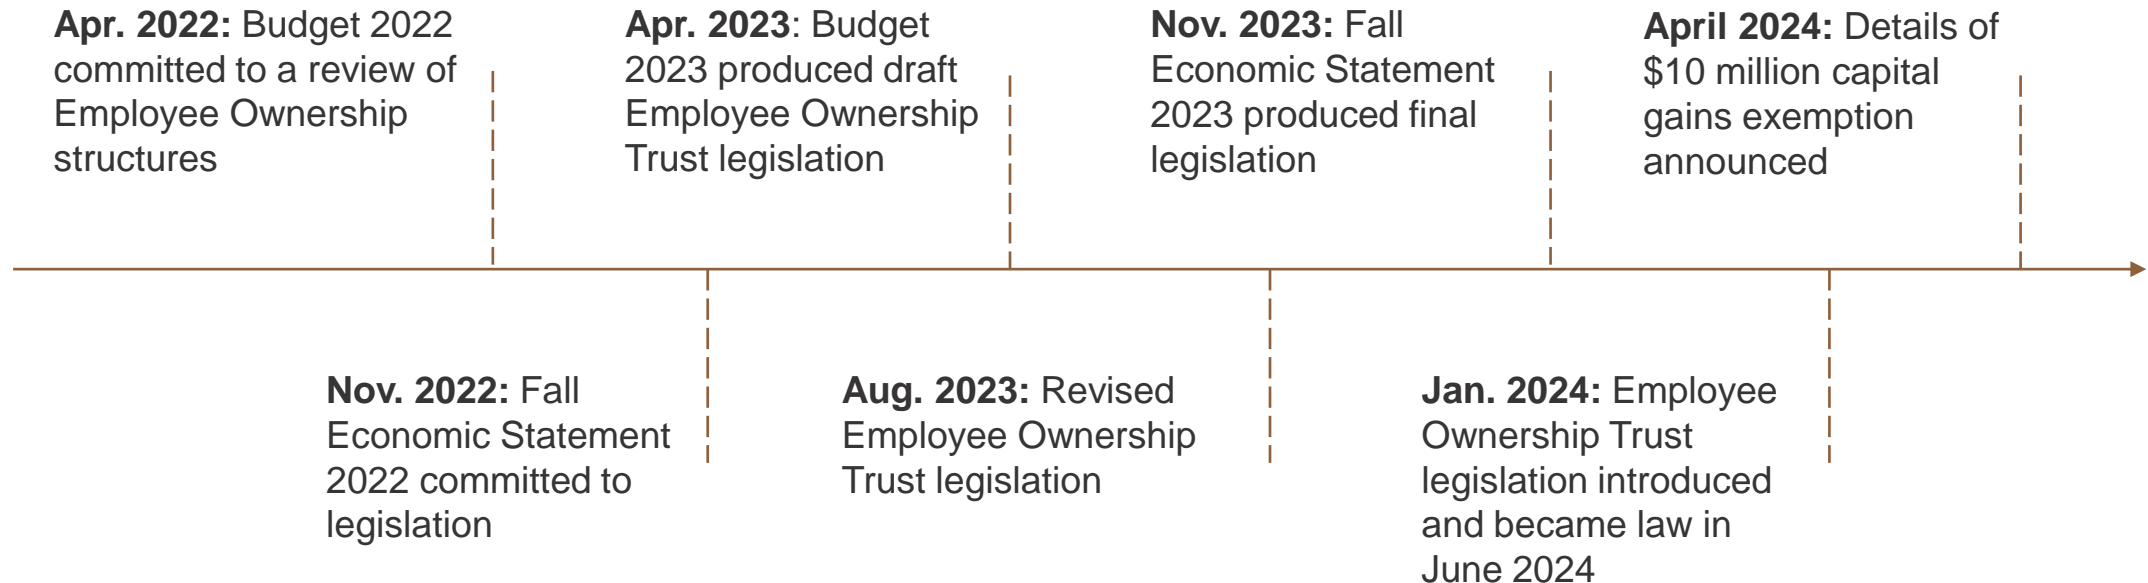 Apr. 2022: Budget 2022
committed to a review of
Employee Ownership
structures
Nov. 2022: Fall
Economic Statement
2022 committed to
legislation
Apr. 2023: Budget
2023 produced draft
Employee Ownership
Trust legislation
Aug. 2023: Revised
Employee Ownership
Trust legislation
Nov. 2023: Fall
Economic Statement
2023 produced final
legislation
Jan. 2024: Employee
Ownership Trust
legislation introduced
and became law in
June 2024
April 2024: Details of
$10 million capital
gains exemption
announced